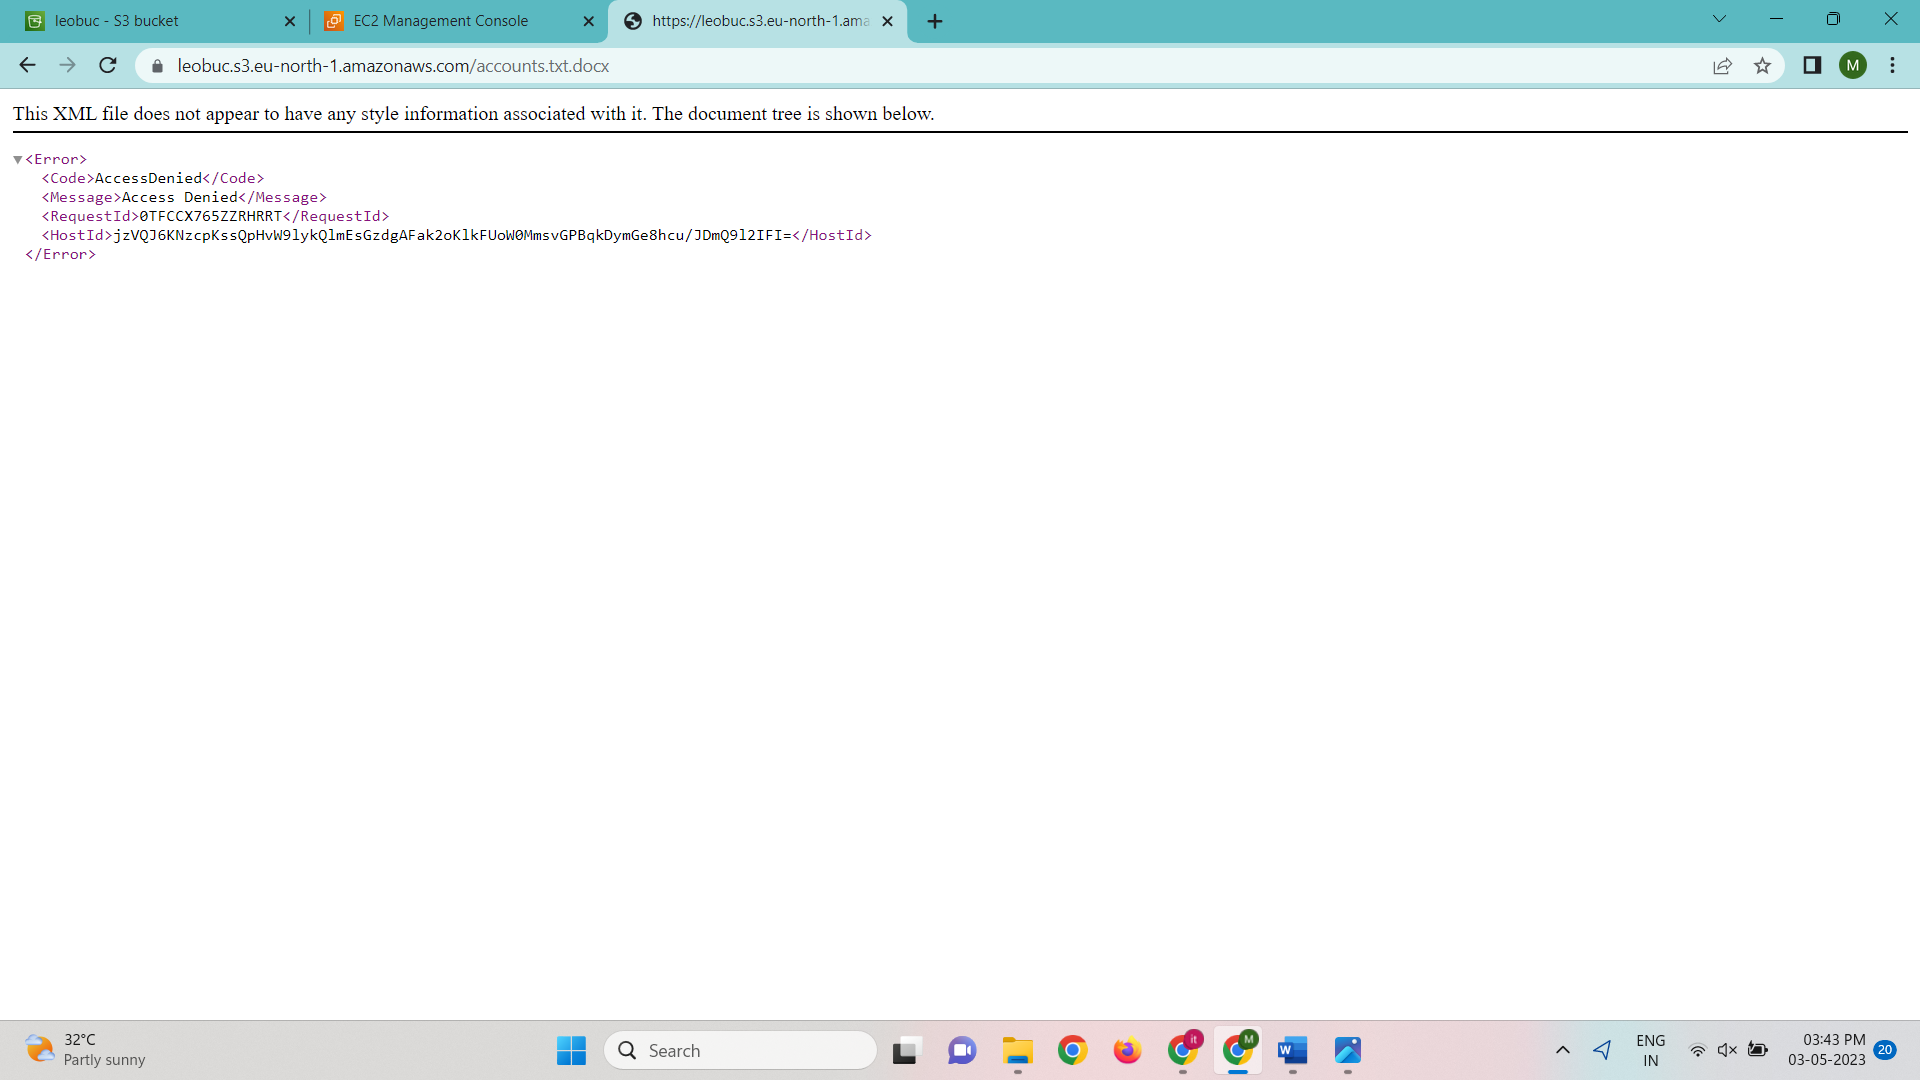 leobuc - S3 bucket
EC2 Management Console
https://leobuc.s3.eu-north-1.ama
leobuc.s3.eu-north-1.amazonaws.com/accounts.txt.docx
M
This XML file does not appear to have any style information associated with it. The document tree is shown below.
<Error>
<Code>AccessDenied</Code>
<Message>Access Denied</Message>
<RequestId>0TFCCX765ZZRHRRT</RequestId>
<HostId>jzVQJ6KNzcpKssQpHvW9lykQlmEsGzdgAFak2oKlkFUoW0MmsvGPBqkDymGe8hcu/JDmQ9l2IFI=</HostId>
</Error>
32°C
Partly sunny
Search
it
M
W
ENG
IN
03:43 PM
03-05-2023
20